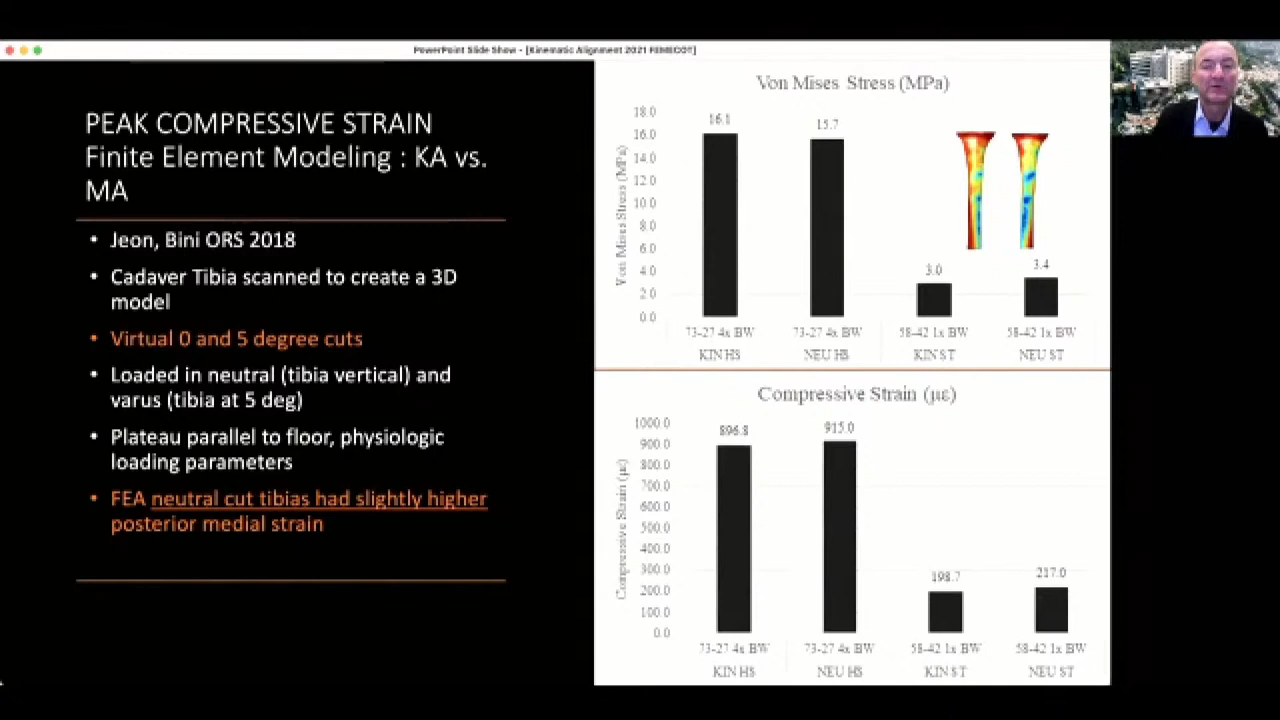 PowerPoint Slide Show - [Kinematic Alignment 2021 FEMECOT]
PEAK COMPRESSIVE STRAIN
Finite Element Modeling : KA vs.
MA
• Jeon, Bini ORS 2018
• Cadaver Tibia scanned to create a 3D
model
• Virtual 0 and 5 degree cuts
• Loaded in neutral (tibia vertical) and
varus (tibia at 5 deg)
• Plateau parallel to floor, physiologic
loading parameters
• FEA neutral cut tibias had slightly higher
posterior medial strain
Von Mises Stress (MPa)
Von Mises Stress (MPa)
18.0
16.0
14.0
12.0
10.0
8.0
6.0
4.0
2.0
0.0
16.1
15.7
3.0
3.4
73-27 4x BW
73-27 4x BW
58-42 1x BW
58-42 1x BW
KIN HS
NEU HS
KIN ST
NEU ST
Compressive Strain (με)
Compressive Strain (με)
1000.0
900.0
800.0
700.0
600.0
500.0
400.0
300.0
200.0
100.0
0.0
896.8
915.0
198.7
217.0
73-27 4x BW
73-27 4x BW
58-42 1x BW
58-42 1x BW
KIN HS
NEU HS
KIN ST
NEU ST